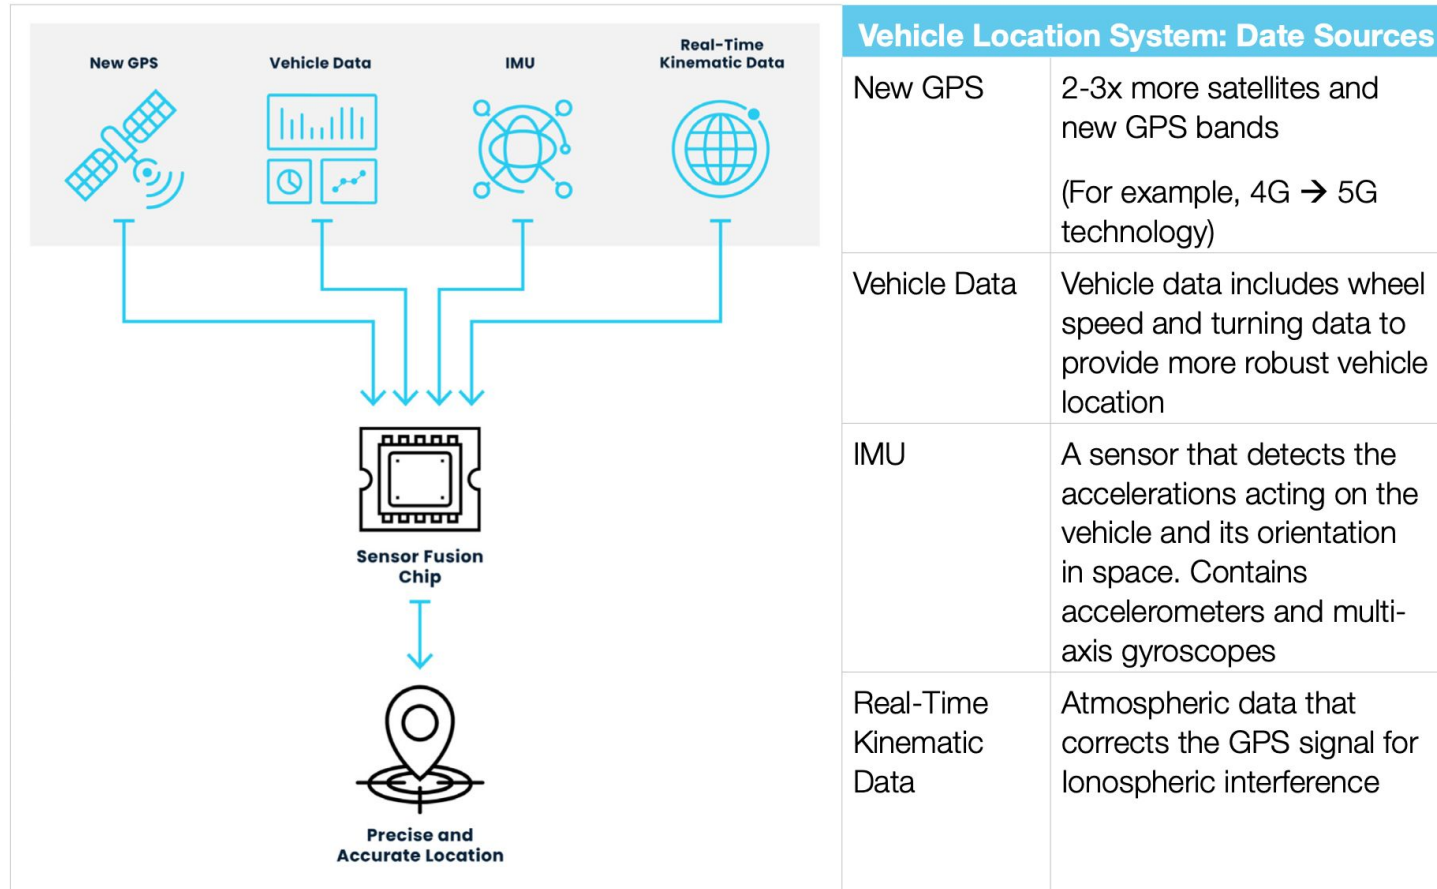 New GPS
Vehicle Data
IMU
Real-Time
Kinematic Data
Sensor Fusion
Chip
Precise and
Accurate Location
Vehicle Location System: Date Sources
New GPS
2-3x more satellites and
new GPS bands
(For example, 4G → 5G
technology)
Vehicle Data
Vehicle data includes wheel
speed and turning data to
provide more robust vehicle
location
IMU
A sensor that detects the
accelerations acting on the
vehicle and its orientation
in space. Contains
accelerometers and multi-
axis gyroscopes
Real-Time
Kinematic
Data
Atmospheric data that
corrects the GPS signal for
Ionospheric interference